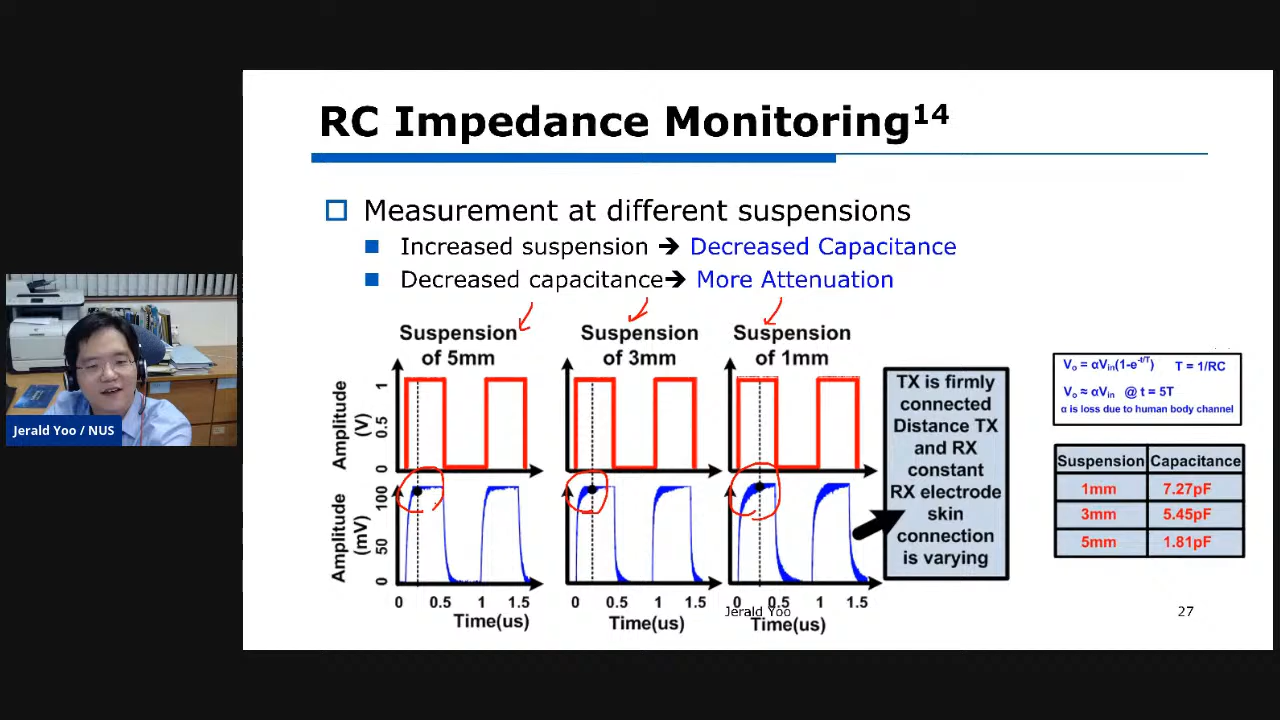 RC Impedance Monitoring¹⁴
Measurement at different suspensions
Increased suspension → Decreased Capacitance
Decreased capacitance→ More Attenuation
Suspension
of 5mm
Suspension
of 3mm
Suspension
of 1mm
Amplitude
(V)
0 0.5 1
Amplitude
(mV)
0 50 100
0 0.5 1 1.5
Time(us)
0 0.5 1 1.5
Time(us)
0 0.5 1 1.5
Time(us)
TX is firmly
connected
Distance TX
and RX
constant
RX electrode
skin
connection
is varying
Vo = αVin(1-e^-t/T) T = 1/RC
Vo ≈ αVin @ t = 5T
α is loss due to human body channel
Suspension Capacitance
1mm 7.27pF
3mm 5.45pF
5mm 1.81pF
Jerald Yoo
27
Jerald Yoo / NUS